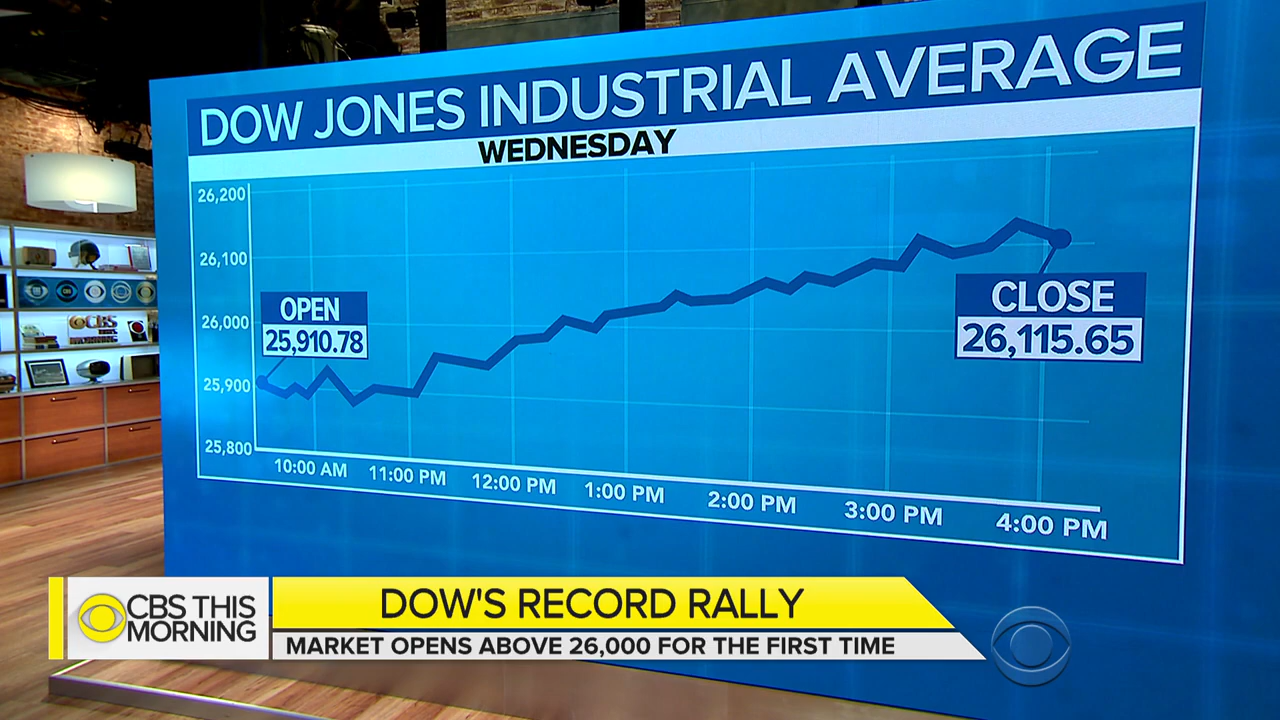 DOW JONES INDUSTRIAL AVERAGE
WEDNESDAY
26,200
26,100
26,000
25,900
25,800
OPEN
25,910.78
CLOSE
26,115.65
10:00 AM 11:00 PM 12:00 PM 1:00 PM 2:00 PM 3:00 PM 4:00 PM
CBS
CBS THIS
MORNING
DOW'S RECORD RALLY
MARKET OPENS ABOVE 26,000 FOR THE FIRST TIME